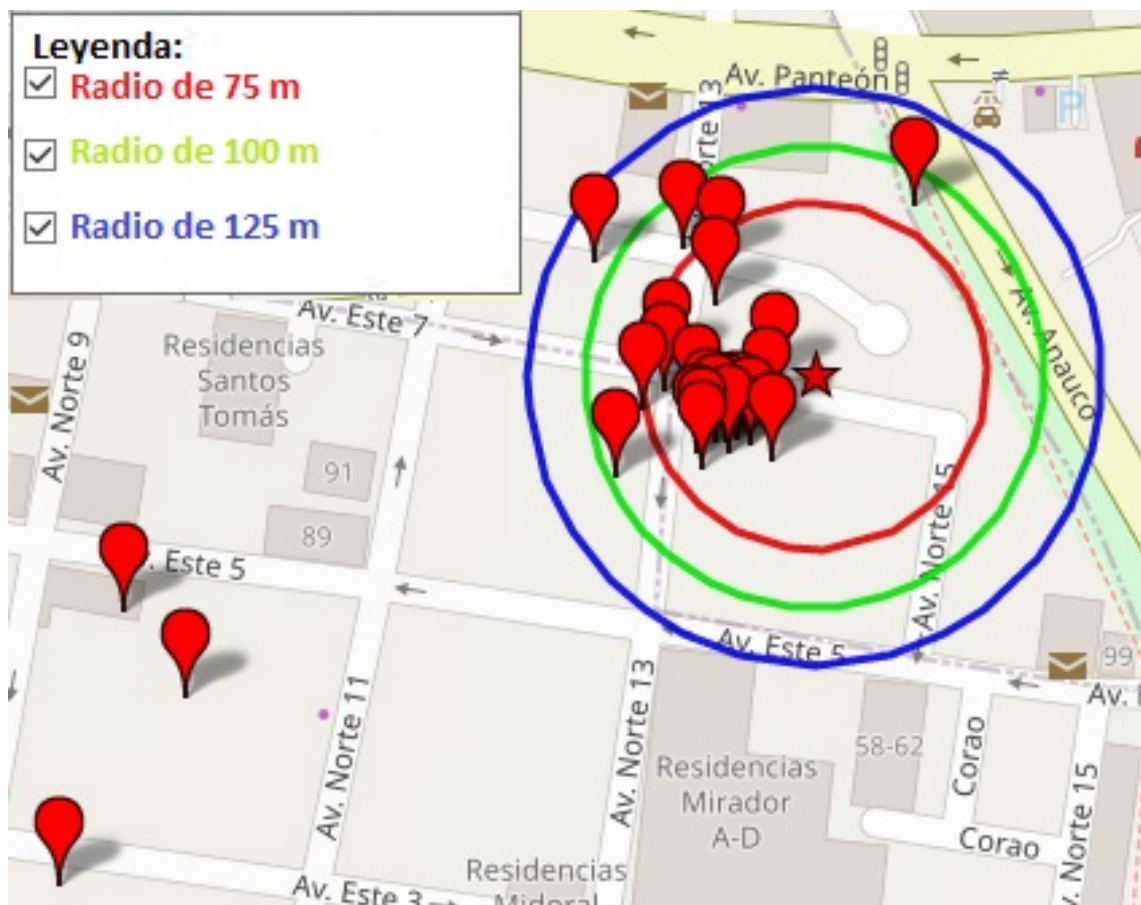 Leyenda:
Radio de 75 m
Radio de 100 m
Radio de 125 m
Av. Panteón
orte 13
P
Av. Anauco
Av. Este 7
Residencias
Santos
Tomás
Av. Norte 9
91
89
. Este 5
Av. Norte 15
Av. Este 5
99
Av. E
Av. Norte 11
Av. Norte 13
58-62
Corao
Residencias
Mirador
A-D
Corao
v. Norte 15
Residencias
Av. Este 3